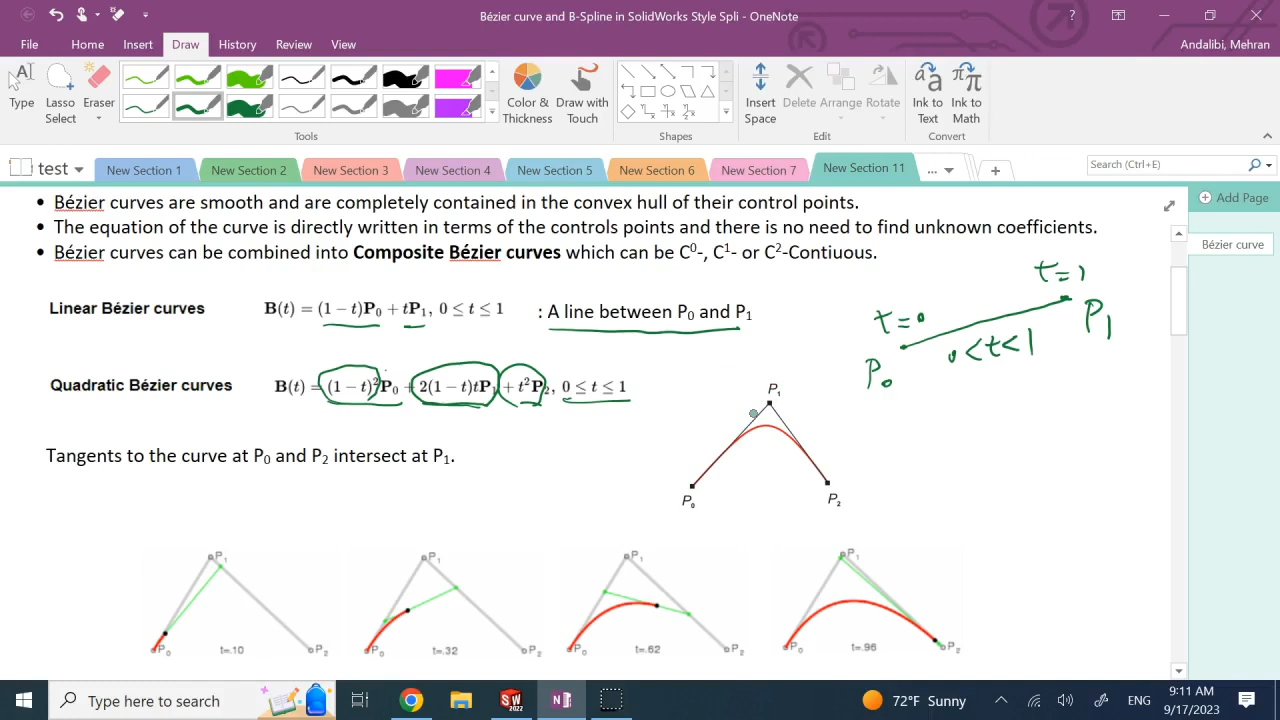 Bézier curve and B-Spline in SolidWorks Style Spli - OneNote
Andalibi, Mehran
File Home Insert Draw History Review View
Type Lasso Select Eraser Color & Thickness Draw with Touch Insert Space Delete Arrange Rotate Ink to Text Ink to Math
Tools Shapes Edit Convert
test New Section 1 New Section 2 New Section 3 New Section 4 New Section 5 New Section 6 New Section 7 New Section 11 ... + Search (Ctrl+E)
Add Page
Bézier curve
• Bézier curves are smooth and are completely contained in the convex hull of their control points.
• The equation of the curve is directly written in terms of the controls points and there is no need to find unknown coefficients.
• Bézier curves can be combined into Composite Bézier curves which can be C⁰-, C¹- or C²-Contiuous.
t=1
Linear Bézier curves B(t) = (1 − t)P₀ + tP₁, 0 ≤ t ≤ 1 : A line between P₀ and P₁
t=0 P₁
0<t<1
P₀
Quadratic Bézier curves B(t) = (1 − t)²P₀ + 2(1 − t)tP₁ + t²P₂, 0 ≤ t ≤ 1
P₁
Tangents to the curve at P₀ and P₂ intersect at P₁.
P₀ P₂
P₁ P₁ P₁ P₁
P₀ t=.10 P₂ P₀ t=.32 P₂ P₀ t=.62 P₂ P₀ t=.96 P₂
Type here to search
SW 2022
N
72°F Sunny
ENG
9:11 AM
9/17/2023